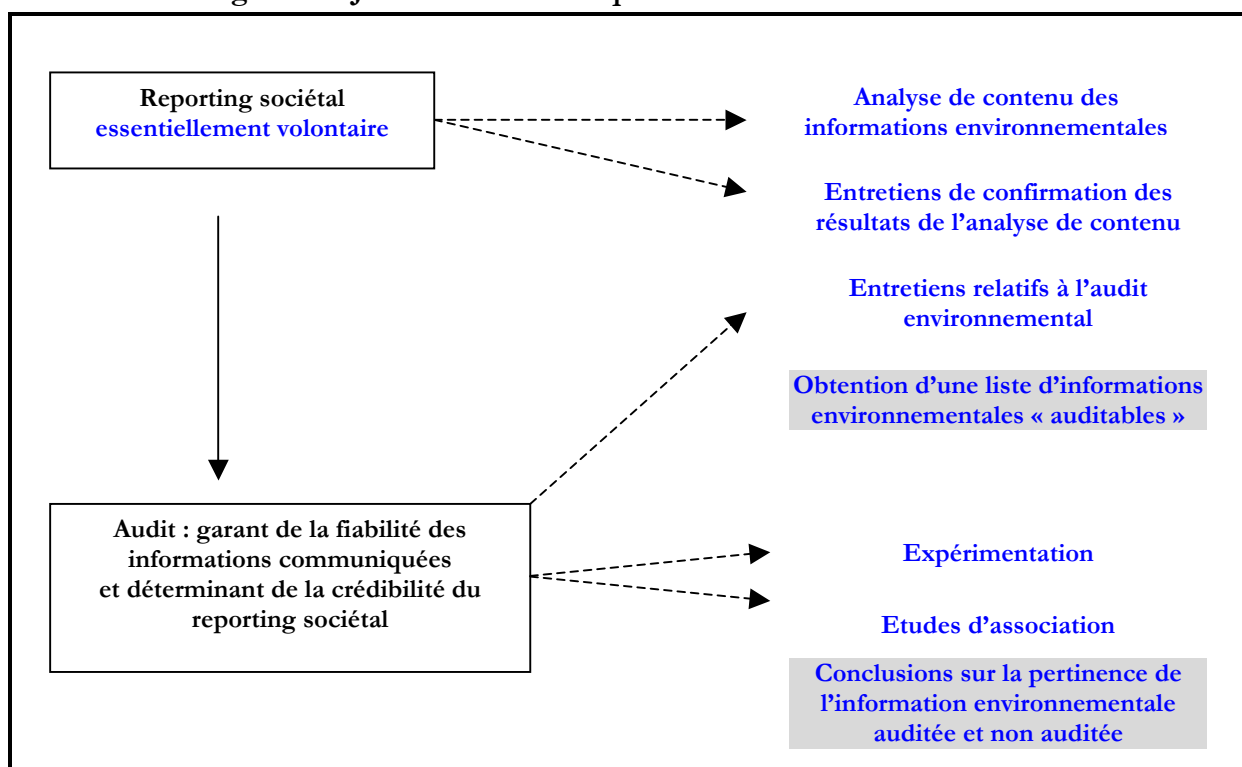 Reporting sociétal
essentiellement volontaire
Analyse de contenu des
informations environnementales
Entretiens de confirmation des
résultats de l’analyse de contenu
Entretiens relatifs à l’audit
environnemental
Obtention d’une liste d’informations
environnementales « auditables »
Audit : garant de la fiabilité des
informations communiquées
et déterminant de la crédibilité du
reporting sociétal
Expérimentation
Etudes d’association
Conclusions sur la pertinence de
l’information environnementale
auditée et non auditée